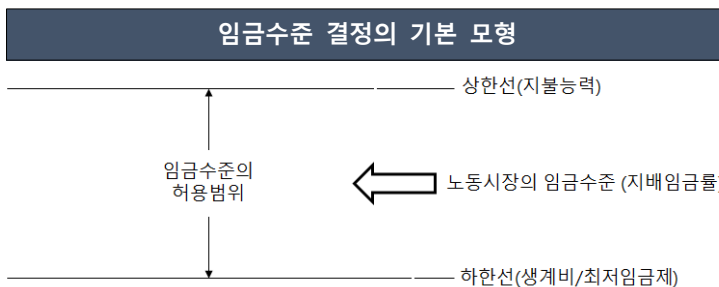 임금수준 결정의 기본 모형
상한선(지불능력)
임금수준의
허용범위
노동시장의 임금수준 (지배임금률)
하한선(생계비/최저임금제)